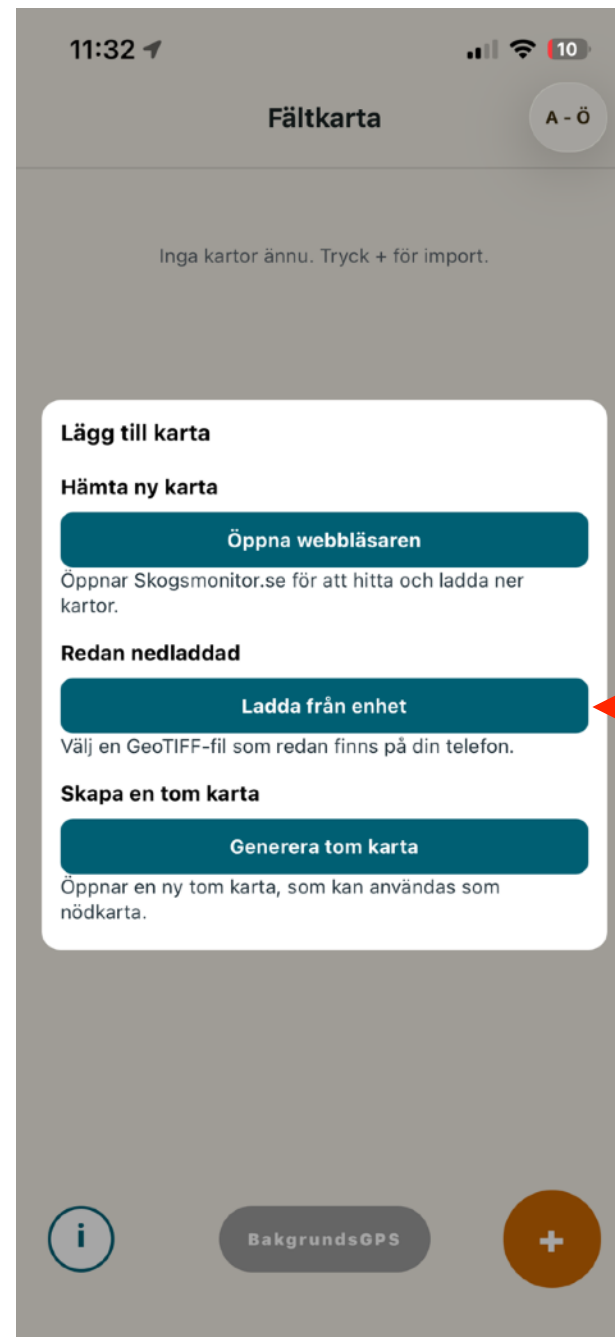 11:32
10
Fältkarta
A - Ö
Inga kartor ännu. Tryck + för import.
Lägg till karta
Hämta ny karta
Öppna webbläsaren
Öppnar Skogsmonitor.se för att hitta och ladda ner
kartor.
Redan nedladdad
Ladda från enhet
Välj en GeoTIFF-fil som redan finns på din telefon.
Skapa en tom karta
Generera tom karta
Öppnar en ny tom karta, som kan användas som
nödkarta.
i
BakgrundsGPS
+